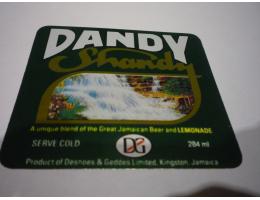 DANDY
Shandy
A unique blend of the Great Jamaican Beer and LEMONADE
SERVE COLD DG 284 ml
Product of Desnoes & Geddes Limited, Kingston, Jamaica